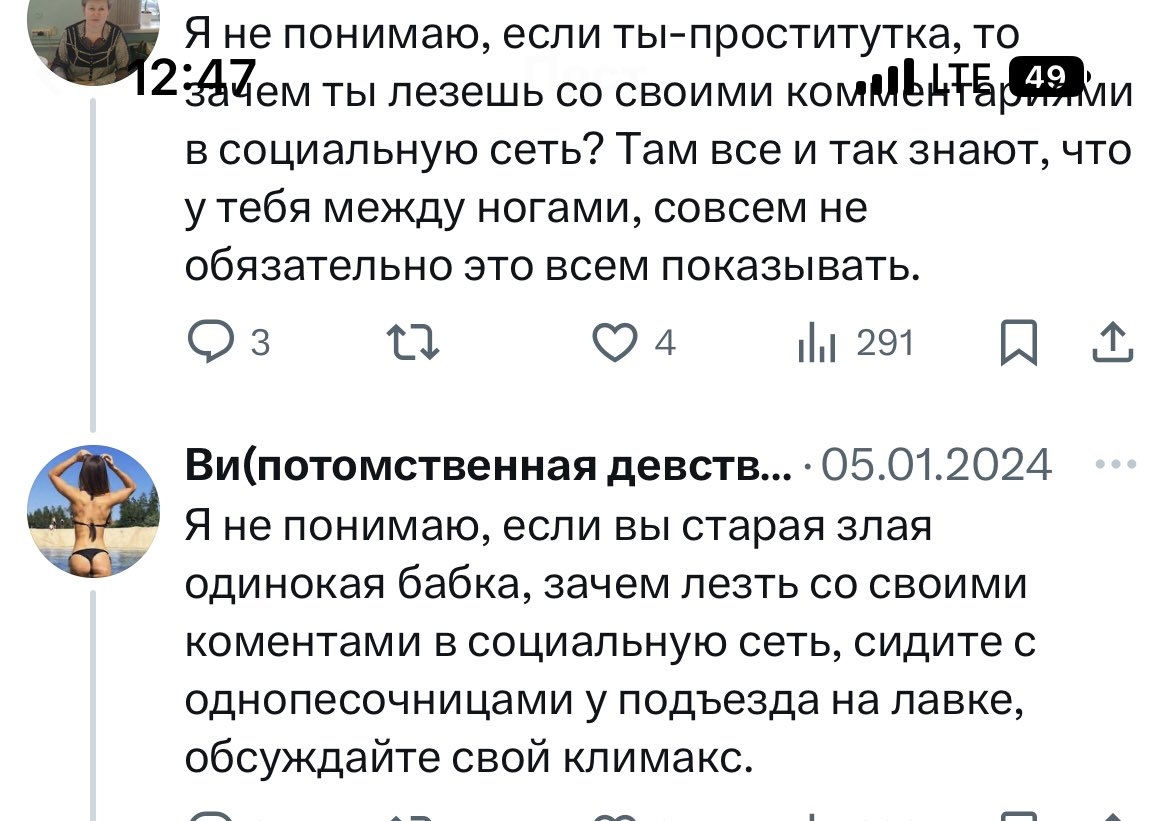 Я не понимаю, если ты-проститутка, то
12:47
LTE 49
зачем ты лезешь со своими комментариями
в социальную сеть? Там все и так знают, что
у тебя между ногами, совсем не
обязательно это всем показывать.
3 4 291
Ви(потомственная девств... · 05.01.2024
Я не понимаю, если вы старая злая
одинокая бабка, зачем лезть со своими
коментами в социальную сеть, сидите с
однопесочницами у подъезда на лавке,
обсуждайте свой климакс.